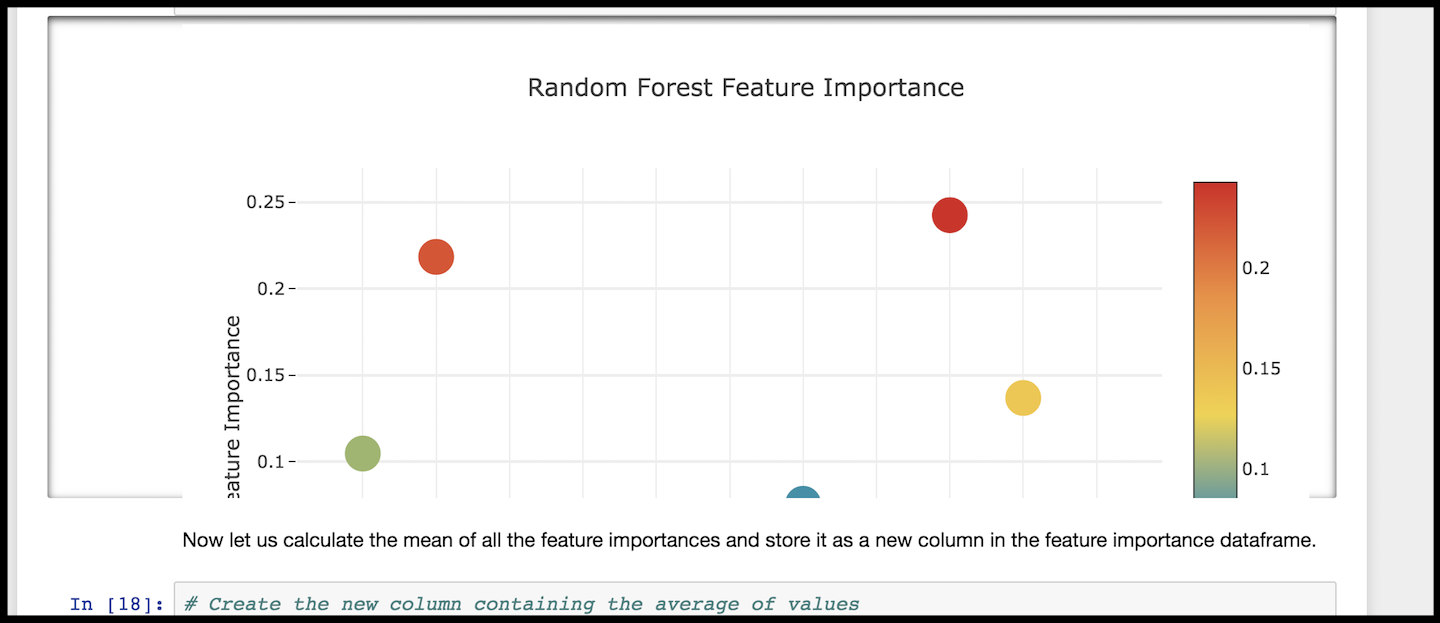 Random Forest Feature Importance
0.25
0.2
0.15
0.1
eature Importance
0.2
0.15
0.1
Now let us calculate the mean of all the feature importances and store it as a new column in the feature importance dataframe.
In [18]: # Create the new column containing the average of values